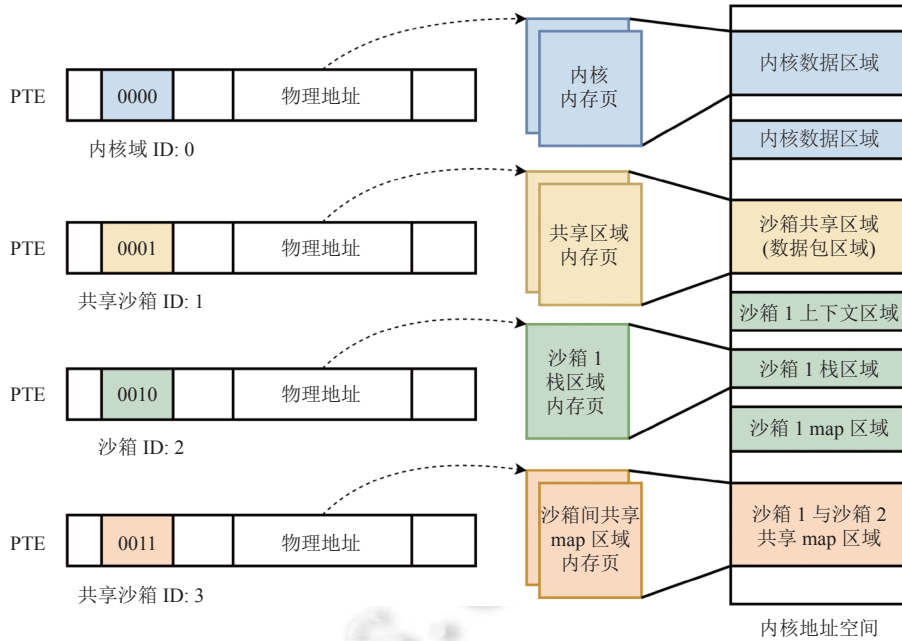 PTE
0000
物理地址
内核域 ID: 0
内核
内存页
内核数据区域
内核数据区域
PTE
0001
物理地址
共享沙箱 ID: 1
共享区域
内存页
沙箱共享区域
(数据包区域)
沙箱 1 上下文区域
PTE
0010
物理地址
沙箱 ID: 2
沙箱 1
栈区域
内存页
沙箱 1 栈区域
沙箱 1 map 区域
PTE
0011
物理地址
共享沙箱 ID: 3
沙箱间共享
map 区域
内存页
沙箱 1 与沙箱 2
共享 map 区域
内核地址空间